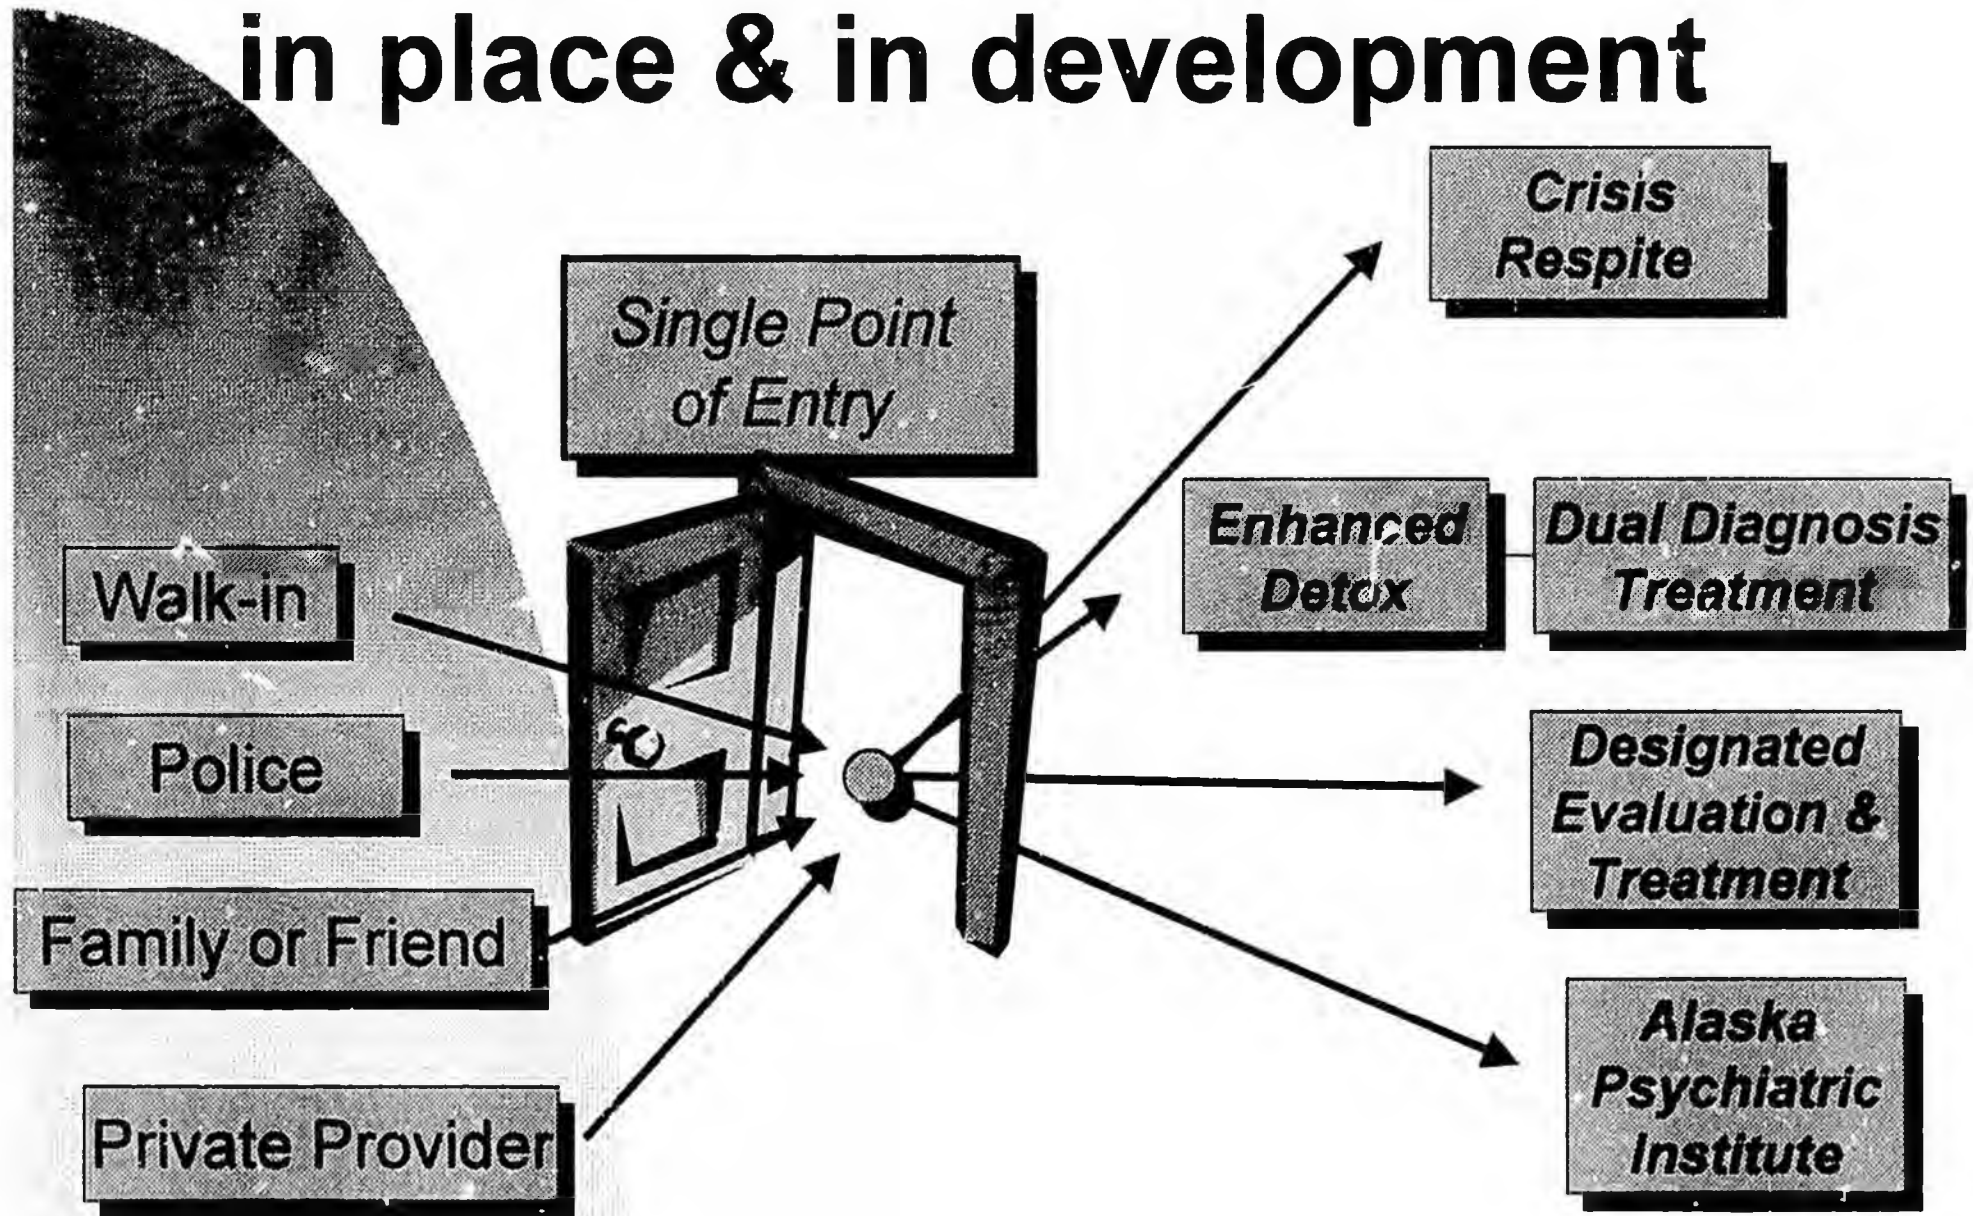 in place & in development
Crisis
Respite
Single Point
of Entry
Enhanced
Detox
Dual Diagnosis
Treatment
Walk-in
Police
Designated
Evaluation &
Treatment
Family or Friend
Alaska
Psychiatric
Institute
Private Provider